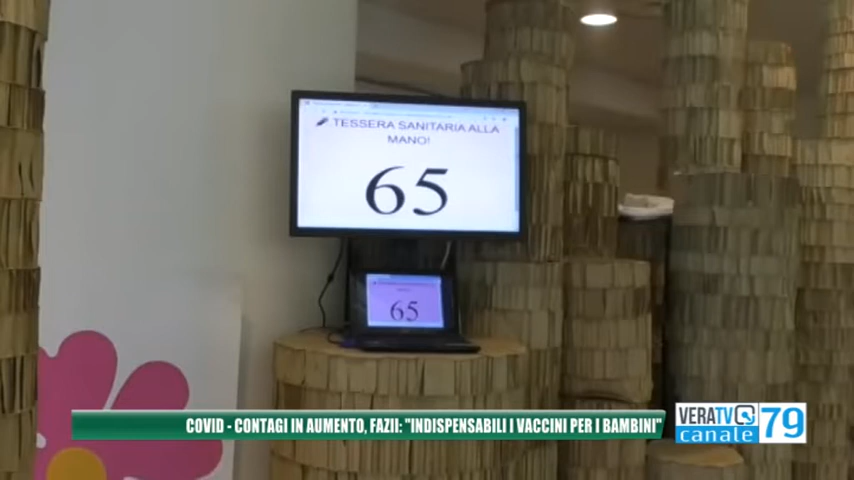 TESSERA SANITARIA ALLA
MANO!
65
65
COVID - CONTAGI IN AUMENTO, FAZII: "INDISPENSABILI I VACCINI PER I BAMBINI"
VERATV
canale 79